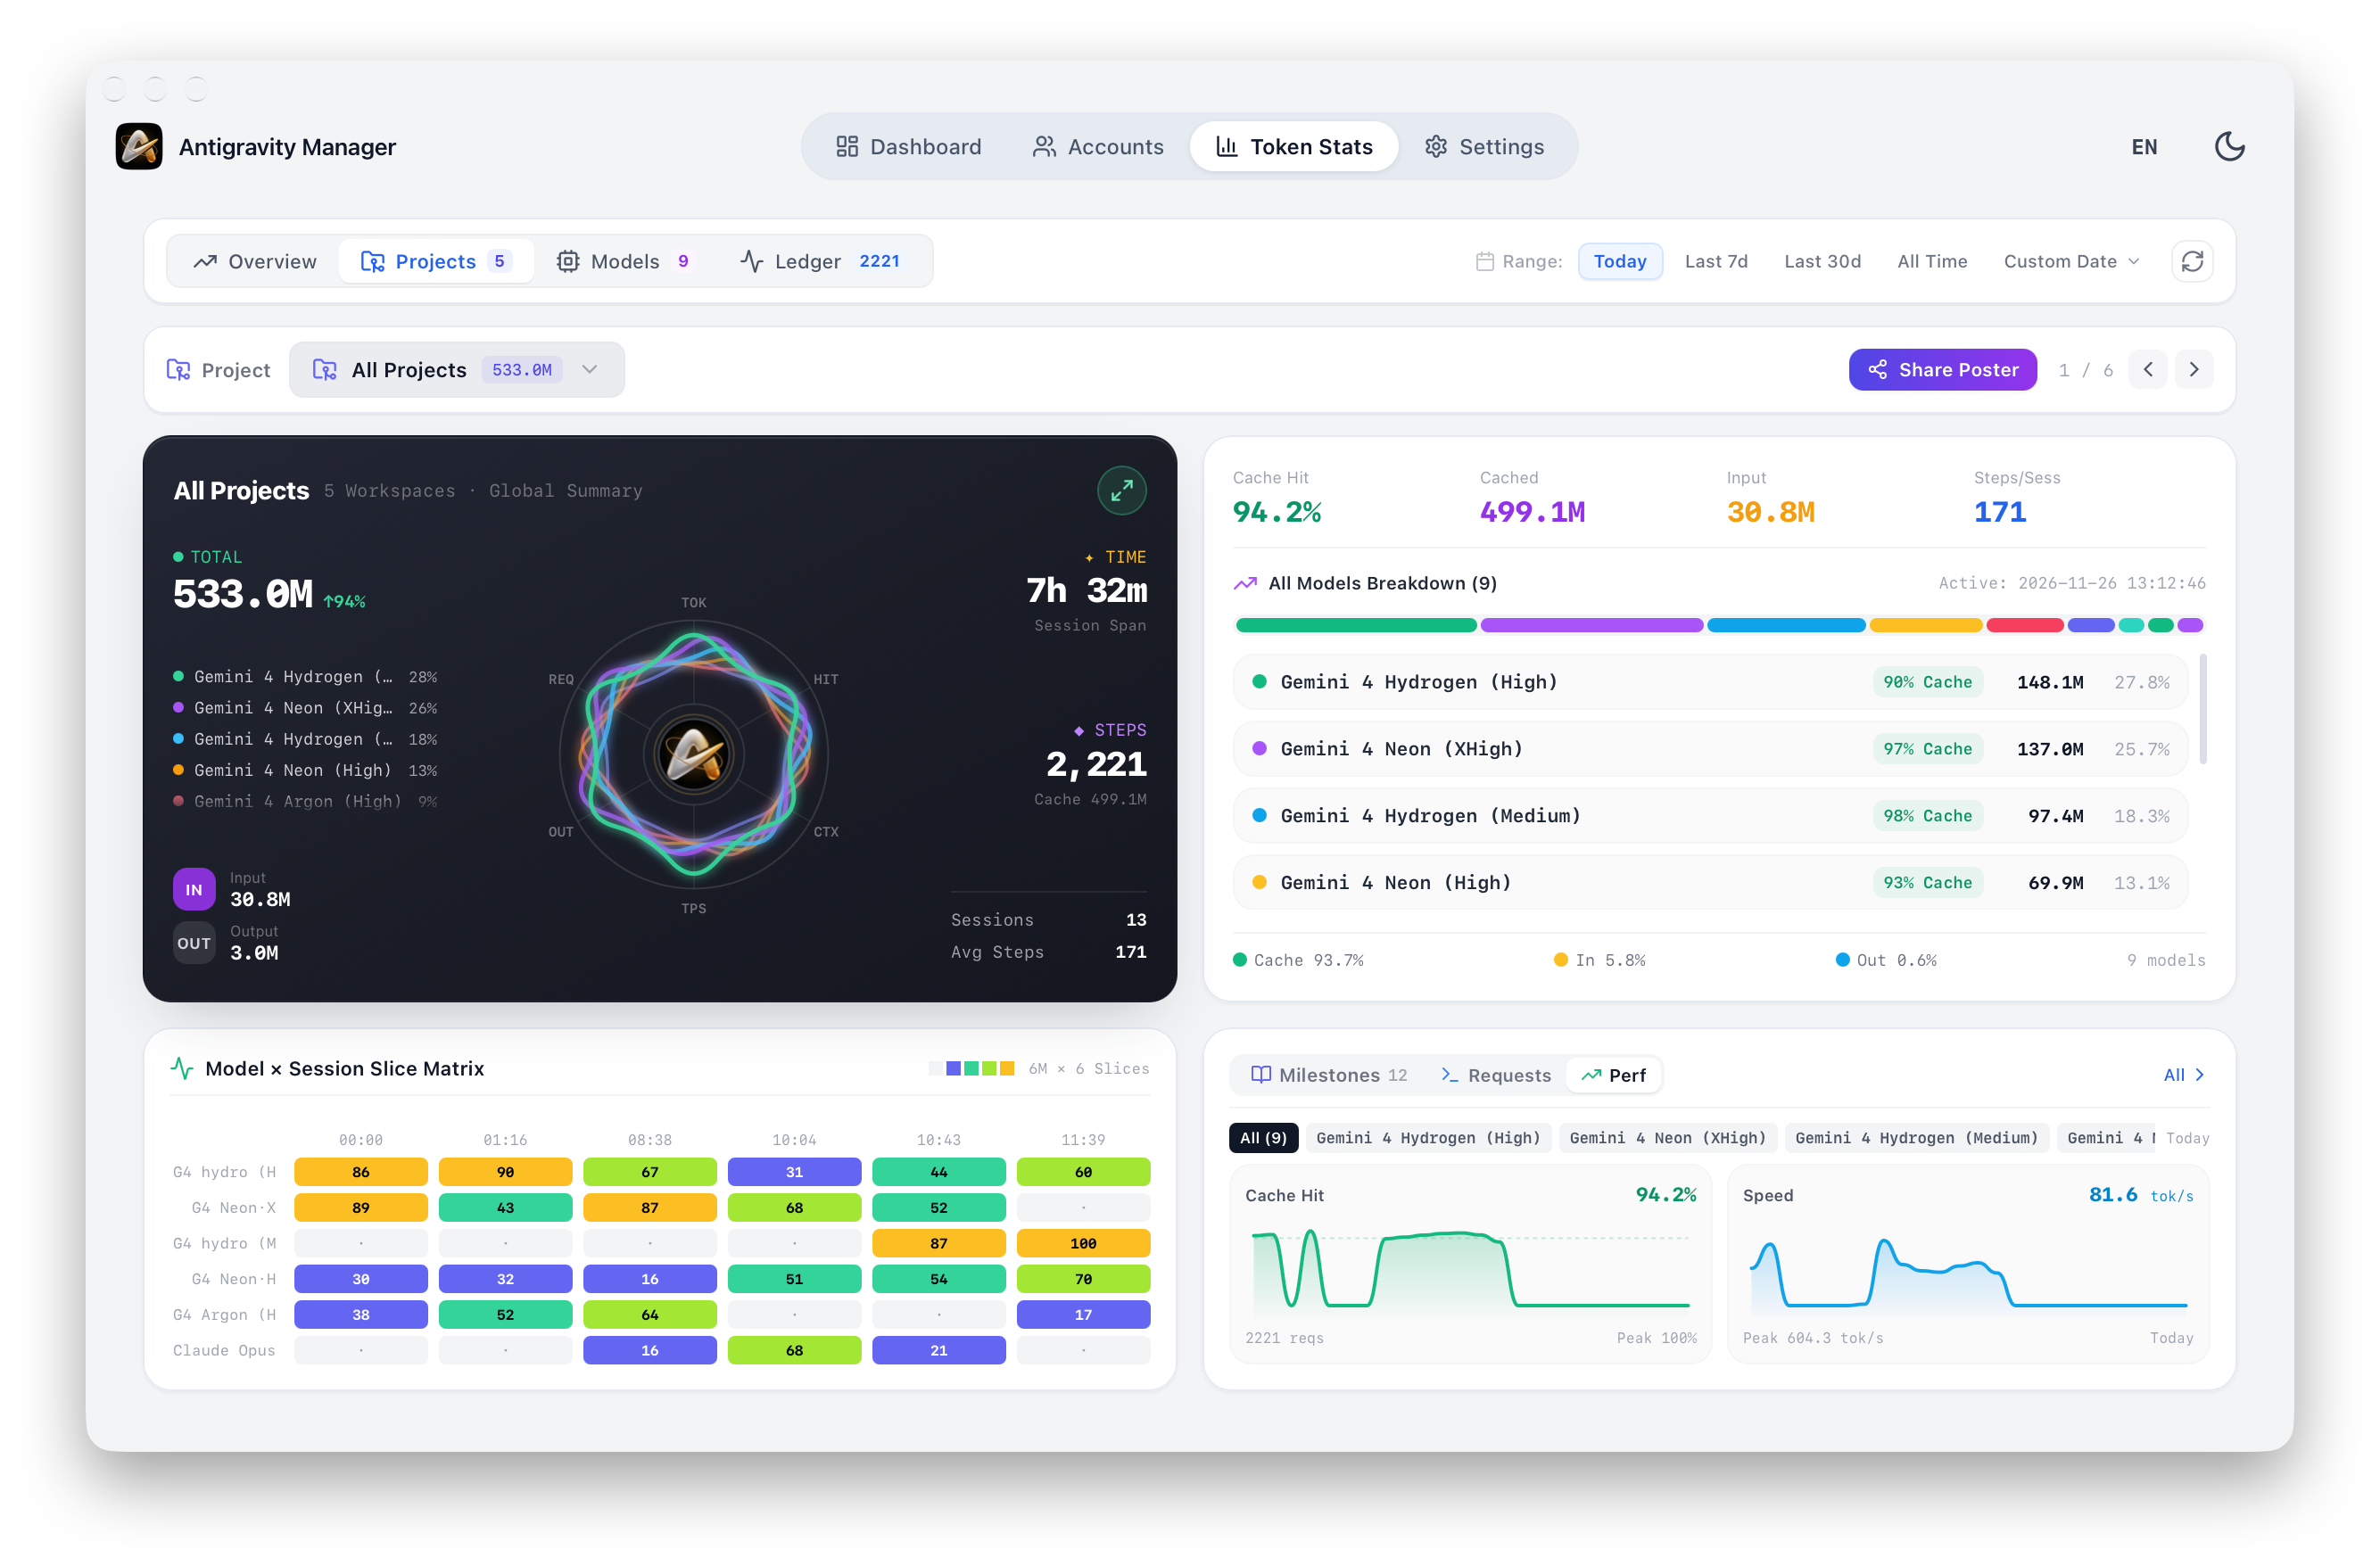 Antigravity Manager
Dashboard
Accounts
Token Stats
Settings
EN
Overview
Projects 5
Models 9
Ledger 2221
Range:
Today
Last 7d
Last 30d
All Time
Custom Date
Project
All Projects 533.0M
Share Poster
1 / 6
All Projects 5 Workspaces · Global Summary
TOTAL
533.0M ↑94%
✦ TIME
7h 32m
Session Span
Gemini 4 Hydrogen (… 28%
Gemini 4 Neon (XHig… 26%
Gemini 4 Hydrogen (… 18%
Gemini 4 Neon (High) 13%
Gemini 4 Argon (High) 9%
TOK
HIT
CTX
TPS
OUT
REQ
◆ STEPS
2,221
Cache 499.1M
IN
Input
30.8M
OUT
Output
3.0M
Sessions 13
Avg Steps 171
Cache Hit
94.2%
Cached
499.1M
Input
30.8M
Steps/Sess
171
All Models Breakdown (9)
Active: 2026-11-26 13:12:46
Gemini 4 Hydrogen (High) 90% Cache 148.1M 27.8%
Gemini 4 Neon (XHigh) 97% Cache 137.0M 25.7%
Gemini 4 Hydrogen (Medium) 98% Cache 97.4M 18.3%
Gemini 4 Neon (High) 93% Cache 69.9M 13.1%
Cache 93.7%
In 5.8%
Out 0.6%
9 models
Model × Session Slice Matrix
6M × 6 Slices
00:00 01:16 08:38 10:04 10:43 11:39
G4 hydro (H 86 90 67 31 44 60
G4 Neon·X 89 43 87 68 52 ·
G4 hydro (M · · · · 87 100
G4 Neon·H 30 32 16 51 54 70
G4 Argon (H 38 52 64 · · 17
Claude Opus · · 16 68 21 ·
Milestones 12
Requests
Perf
All
All (9)
Gemini 4 Hydrogen (High)
Gemini 4 Neon (XHigh)
Gemini 4 Hydrogen (Medium)
Gemini 4
Today
Cache Hit 94.2%
2221 reqs Peak 100%
Speed 81.6 tok/s
Peak 604.3 tok/s Today